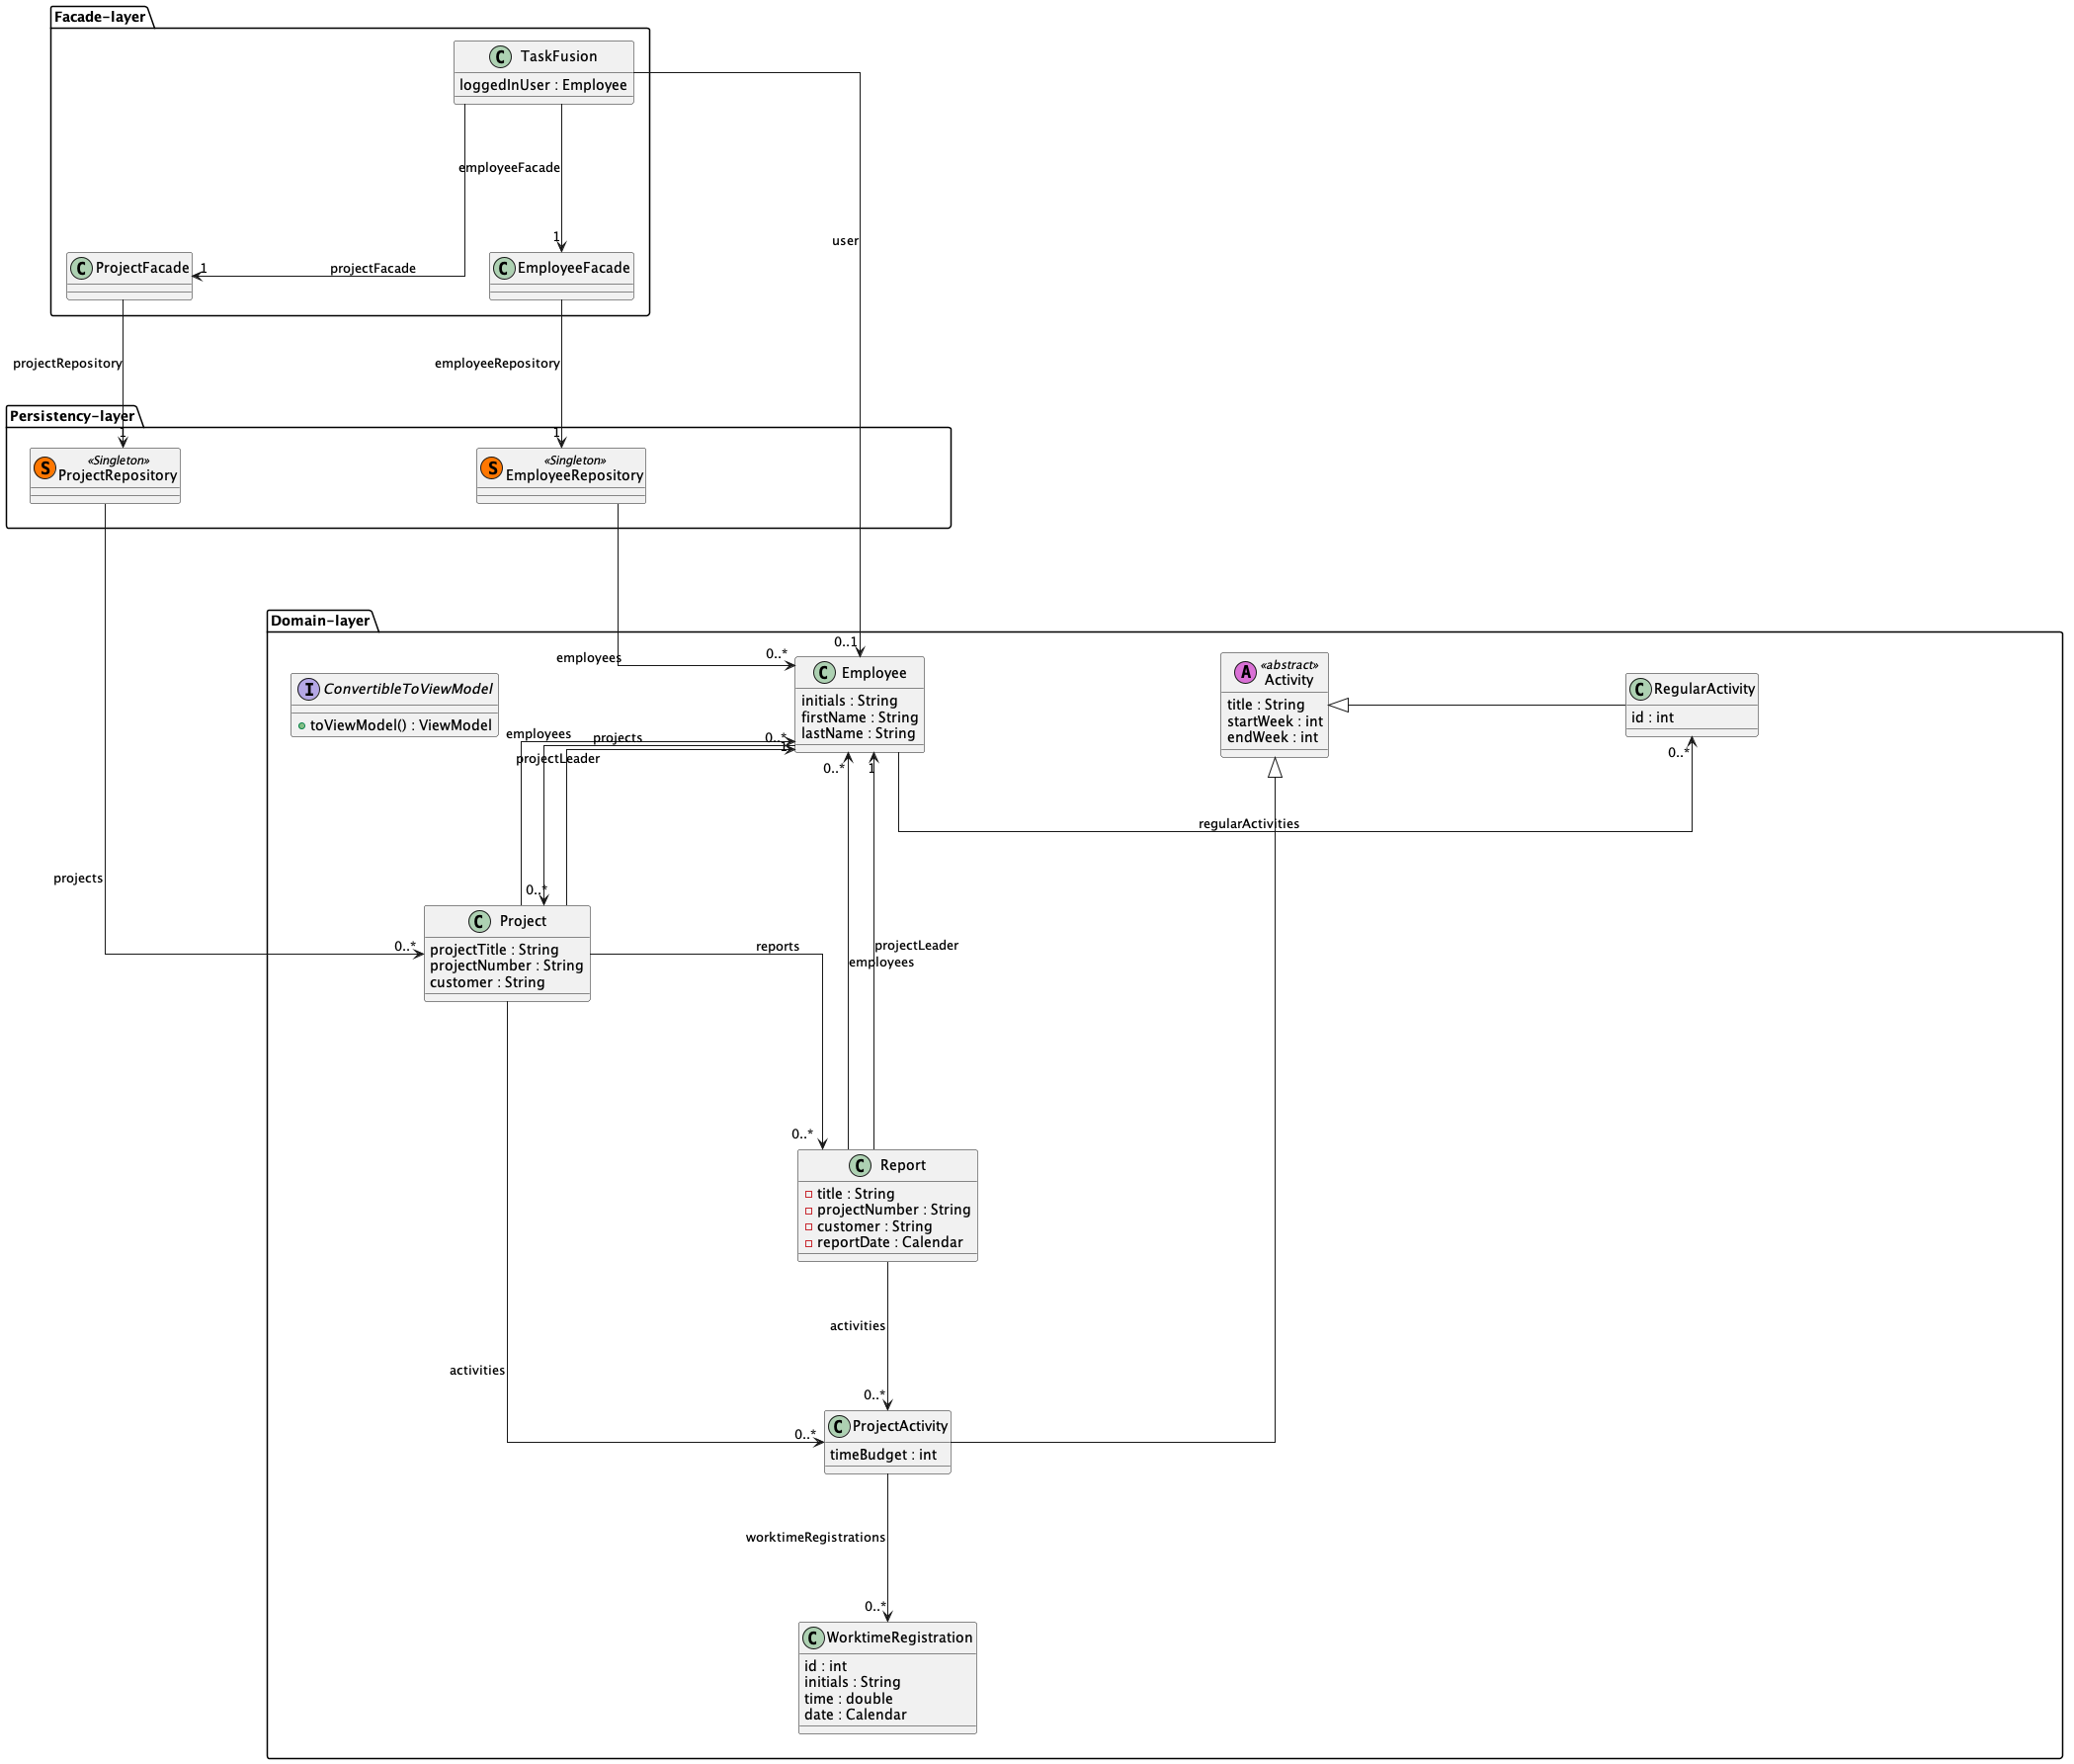 Facade-layer
C TaskFusion
loggedInUser : Employee
employeeFacade
user
1
C ProjectFacade
1
projectFacade
C EmployeeFacade
projectRepository
employeeRepository
Persistency-layer
1
1
S «Singleton»
ProjectRepository
S «Singleton»
EmployeeRepository
Domain-layer
employees
0..*
0..1
I ConvertibleToViewModel
toViewModel() : ViewModel
C Employee
initials : String
firstName : String
lastName : String
A «abstract»
Activity
title : String
startWeek : int
endWeek : int
C RegularActivity
id : int
employees
projects
0..*
projectLeader
1
0..*
1
0..*
regularActivities
projects
0..*
0..*
C Project
projectTitle : String
projectNumber : String
customer : String
reports
projectLeader
employees
0..*
C Report
title : String
projectNumber : String
customer : String
reportDate : Calendar
activities
activities
0..*
0..*
C ProjectActivity
timeBudget : int
worktimeRegistrations
0..*
C WorktimeRegistration
id : int
initials : String
time : double
date : Calendar